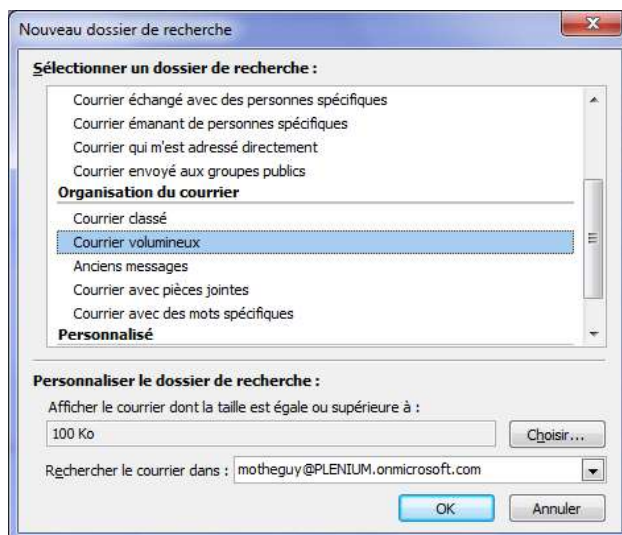 Nouveau dossier de recherche
Sélectionner un dossier de recherche :
Courrier échangé avec des personnes spécifiques
Courrier émanant de personnes spécifiques
Courrier qui m'est adressé directement
Courrier envoyé aux groupes publics
Organisation du courrier
Courrier classé
Courrier volumineux
Anciens messages
Courrier avec pièces jointes
Courrier avec des mots spécifiques
Personnalisé
Personnaliser le dossier de recherche :
Afficher le courrier dont la taille est égale ou supérieure à :
100 Ko Choisir...
Rechercher le courrier dans : motheguy@PLENIUM.onmicrosoft.com
OK Annuler